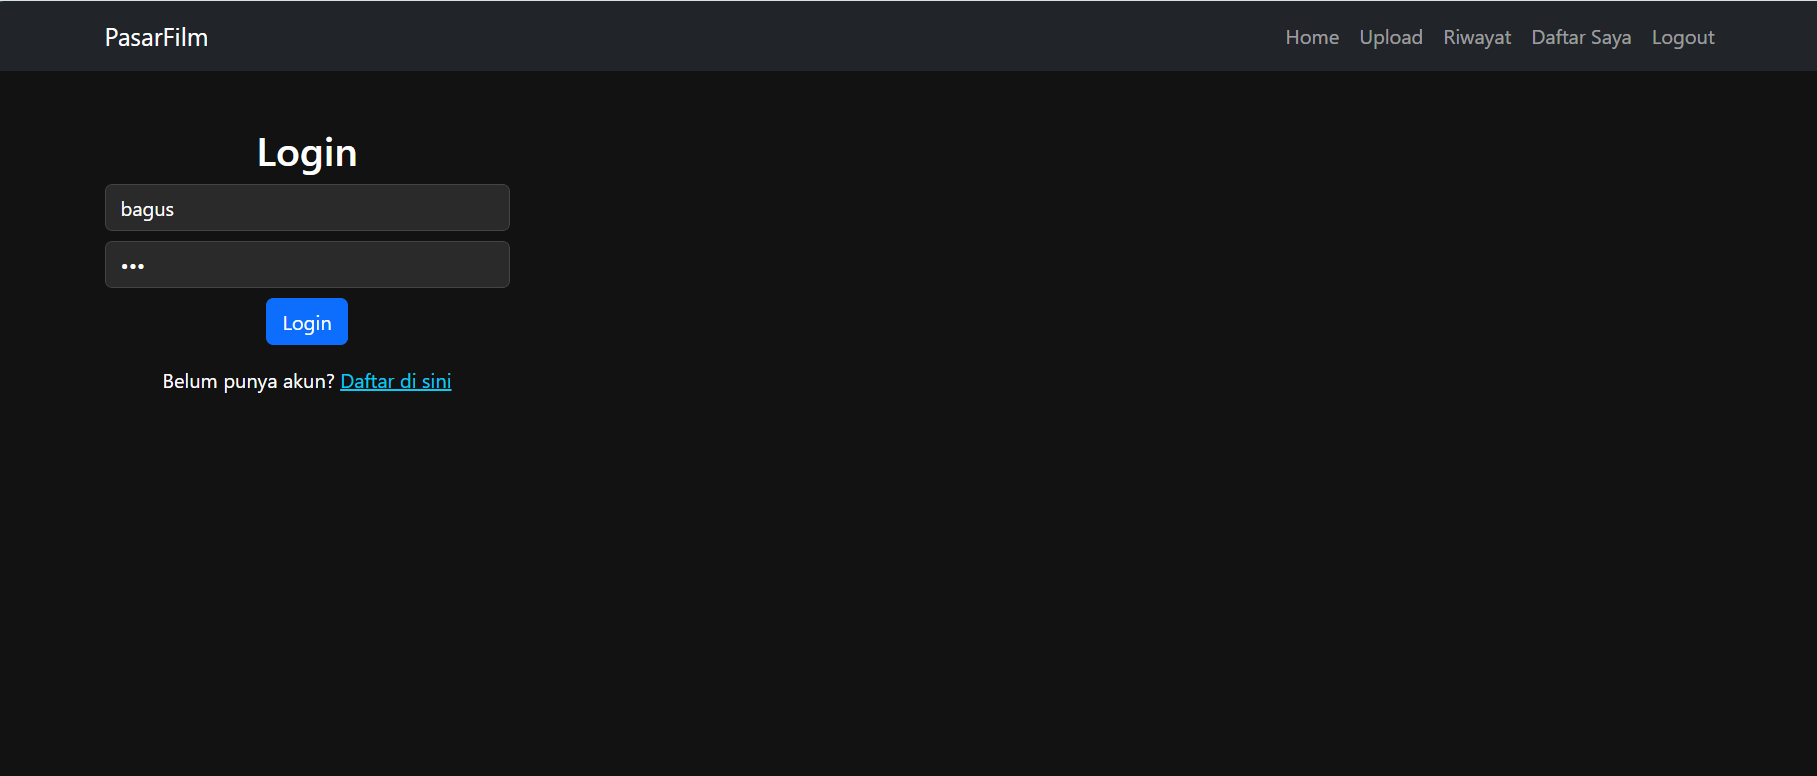 PasarFilm
Home Upload Riwayat Daftar Saya Logout
Login
bagus
•••
Login
Belum punya akun? Daftar di sini